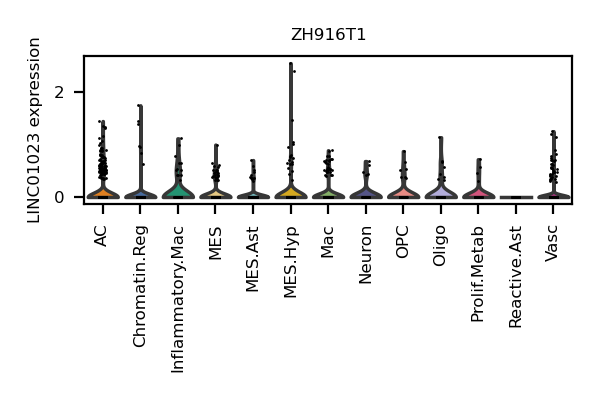 ZH916T1
LINC01023 expression
2
0
AC
Chromatin.Reg
Inflammatory.Mac
MES
MES.Ast
MES.Hyp
Mac
Neuron
OPC
Oligo
Prolif.Metab
Reactive.Ast
Vasc